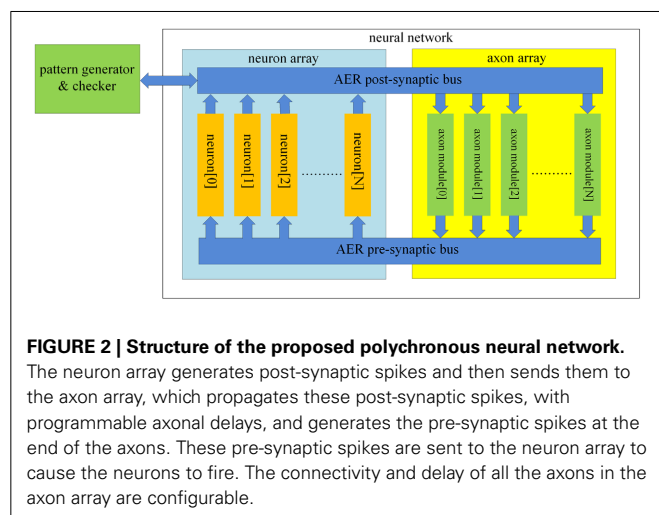 neural network
pattern generator
& checker
neuron array
axon array
AER post-synaptic bus
neuron[0]
neuron[1]
neuron[2]
..........
neuron[N]
axon module[0]
axon module[1]
axon module[2]
..........
axon module[N]
AER pre-synaptic bus
FIGURE 2 | Structure of the proposed polychronous neural network.
The neuron array generates post-synaptic spikes and then sends them to
the axon array, which propagates these post-synaptic spikes, with
programmable axonal delays, and generates the pre-synaptic spikes at the
end of the axons. These pre-synaptic spikes are sent to the neuron array to
cause the neurons to fire. The connectivity and delay of all the axons in the
axon array are configurable.